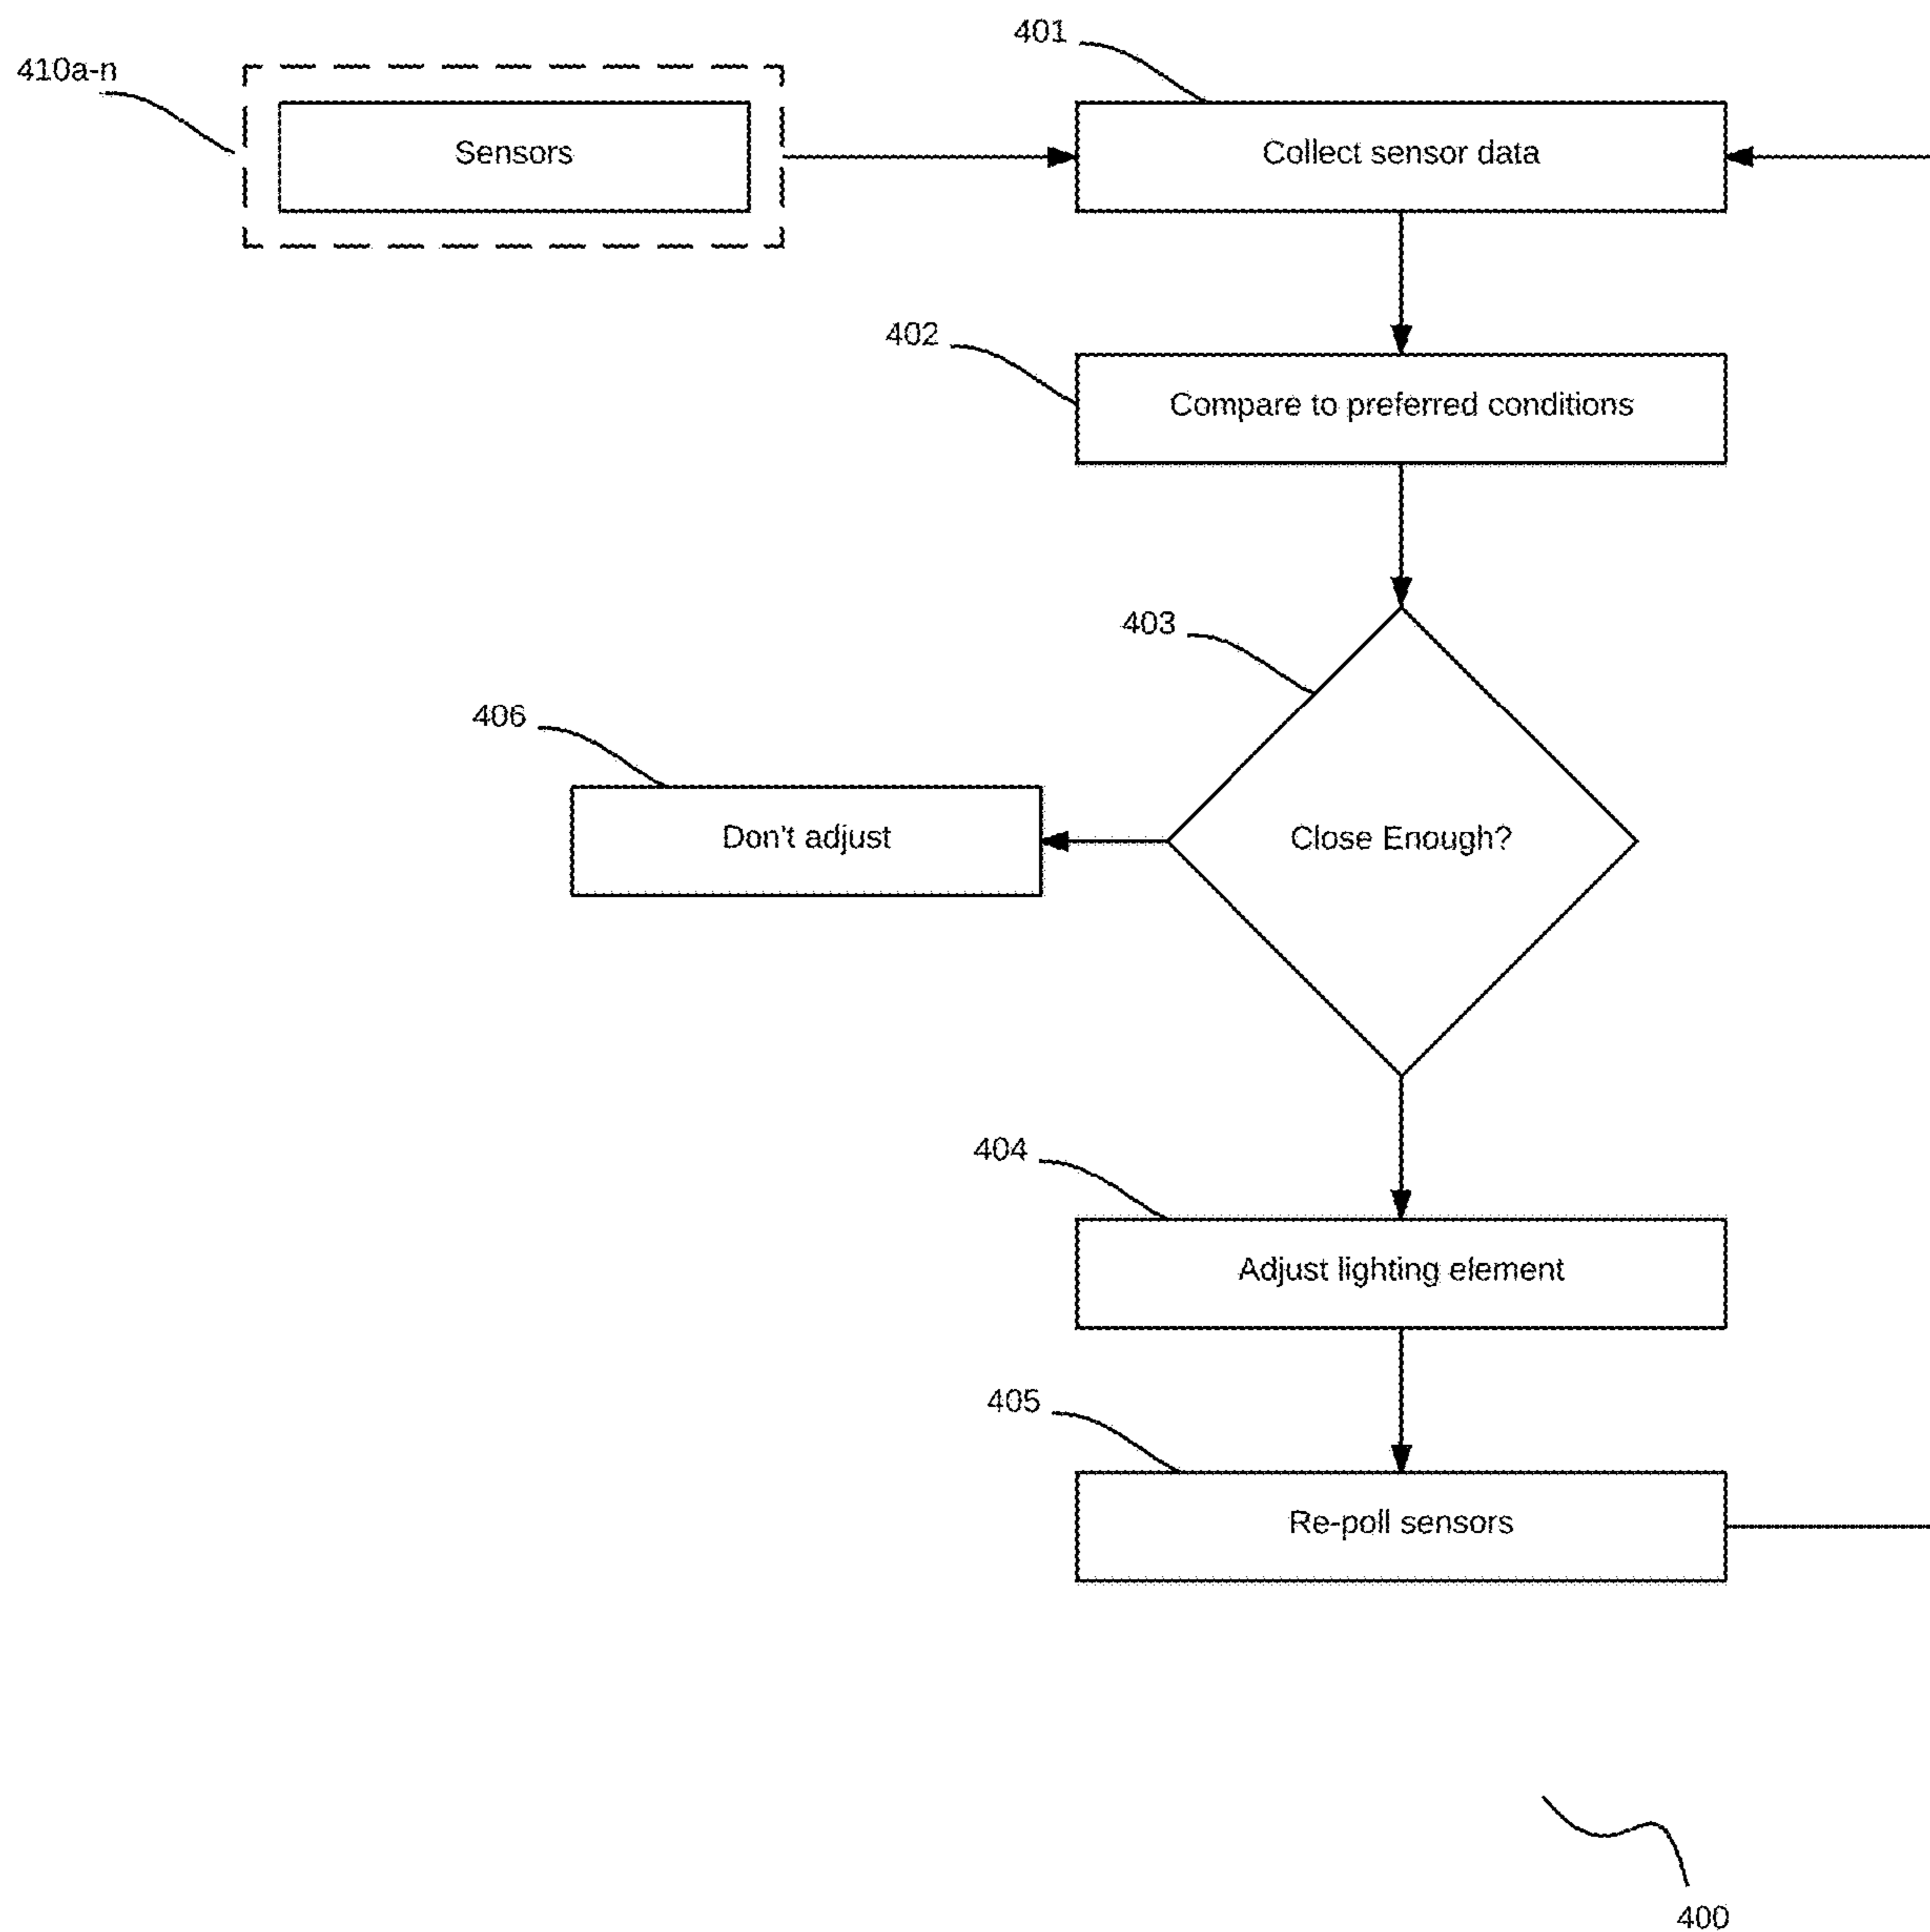 401
410a-n
Sensors
Collect sensor data
402
Compare to preferred conditions
403
406
Don't adjust
Close Enough?
404
Adjust lighting element
405
Re-poll sensors
400